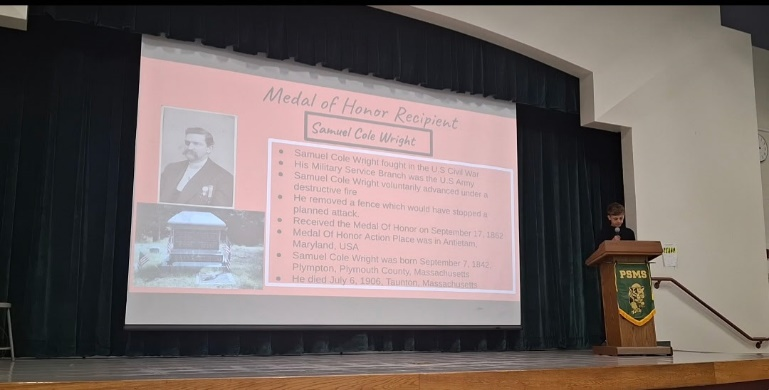 Medal of Honor Recipient
Samuel Cole Wright
Samuel Cole Wright fought in the U.S Civil War
His Military Service Branch was the U.S Army
Samuel Cole Wright voluntarily advanced under a
destructive fire
He removed a fence which would have stopped a
planned attack.
Received the Medal Of Honor on September 17, 1862
Medal Of Honor Action Place was in Antietam,
Maryland, USA
Samuel Cole Wright was born September 7, 1842,
Plympton, Plymouth County, Massachusetts
He died July 6, 1906, Taunton, Massachusetts
PSMS